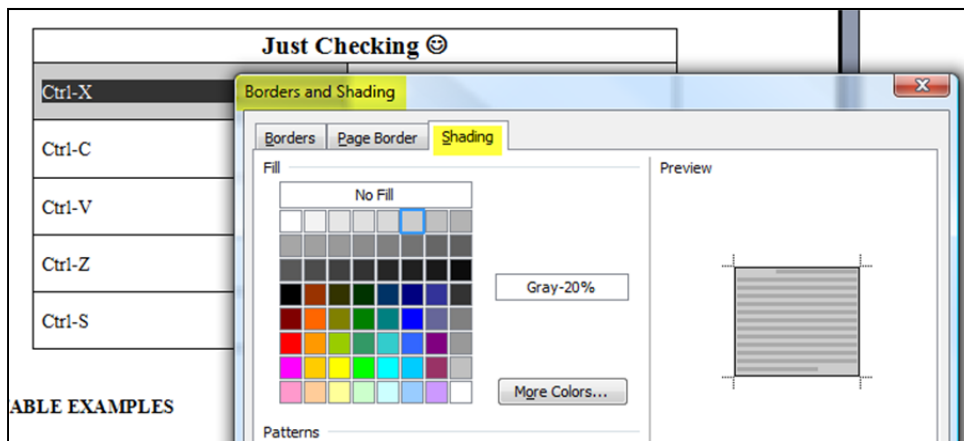 Just Checking ☺
Ctrl-X
Ctrl-C
Ctrl-V
Ctrl-Z
Ctrl-S
ABLE EXAMPLES
Borders and Shading
Borders
Page Border
Shading
Fill
No Fill
Gray-20%
More Colors...
Patterns
Preview